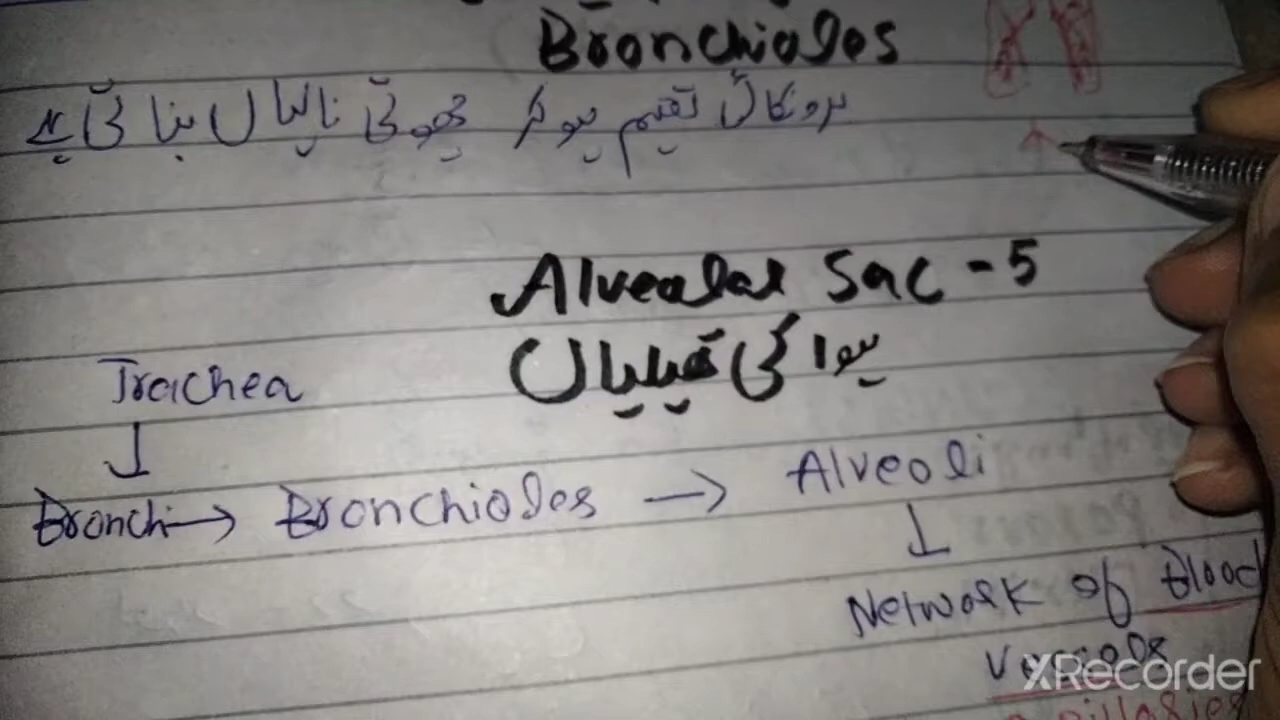 Bronchioles
برونکائی تقسیم ہو کر چھوٹی نالیاں بناتی ہے
Alveolar Sac - 5
ہوا کی تھیلیاں
Trachea
Bronchi → Bronchioles → Alveoli
Network of Blood
Vessels
XRecorder